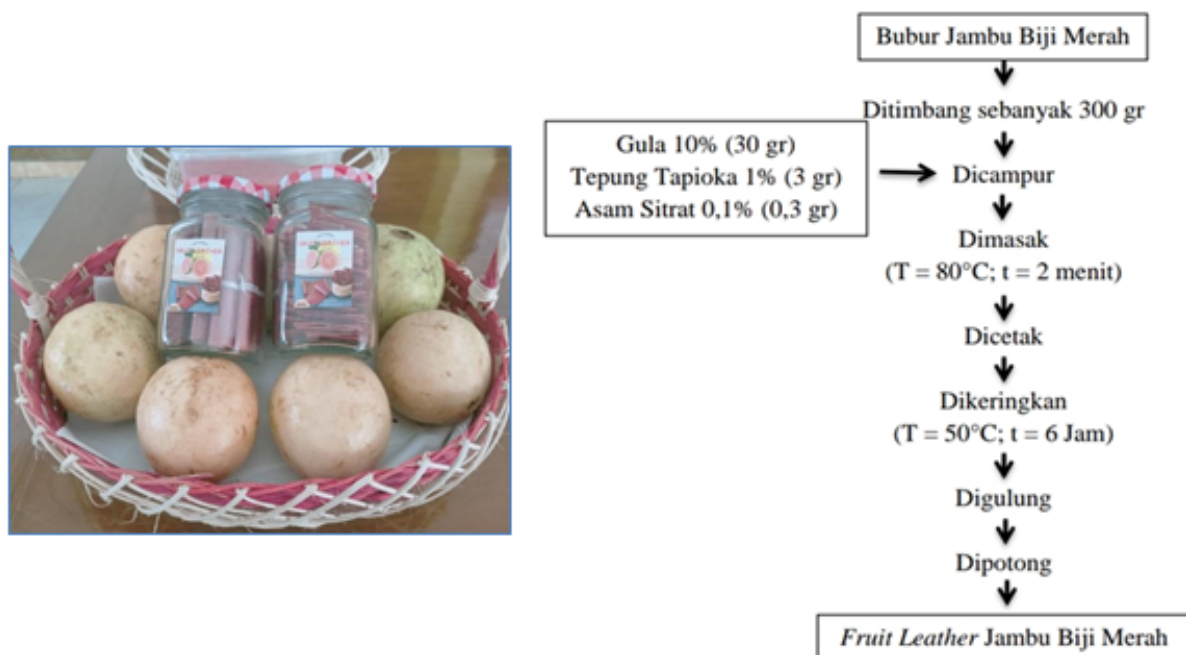 Bubur Jambu Biji Merah
Ditimbang sebanyak 300 gr
Gula 10% (30 gr)
Tepung Tapioka 1% (3 gr)
Asam Sitrat 0,1% (0,3 gr)
Dicampur
Dimasak
(T = 80°C; t = 2 menit)
Dicetak
Dikeringkan
(T = 50°C; t = 6 Jam)
Digulung
Dipotong
Fruit Leather Jambu Biji Merah